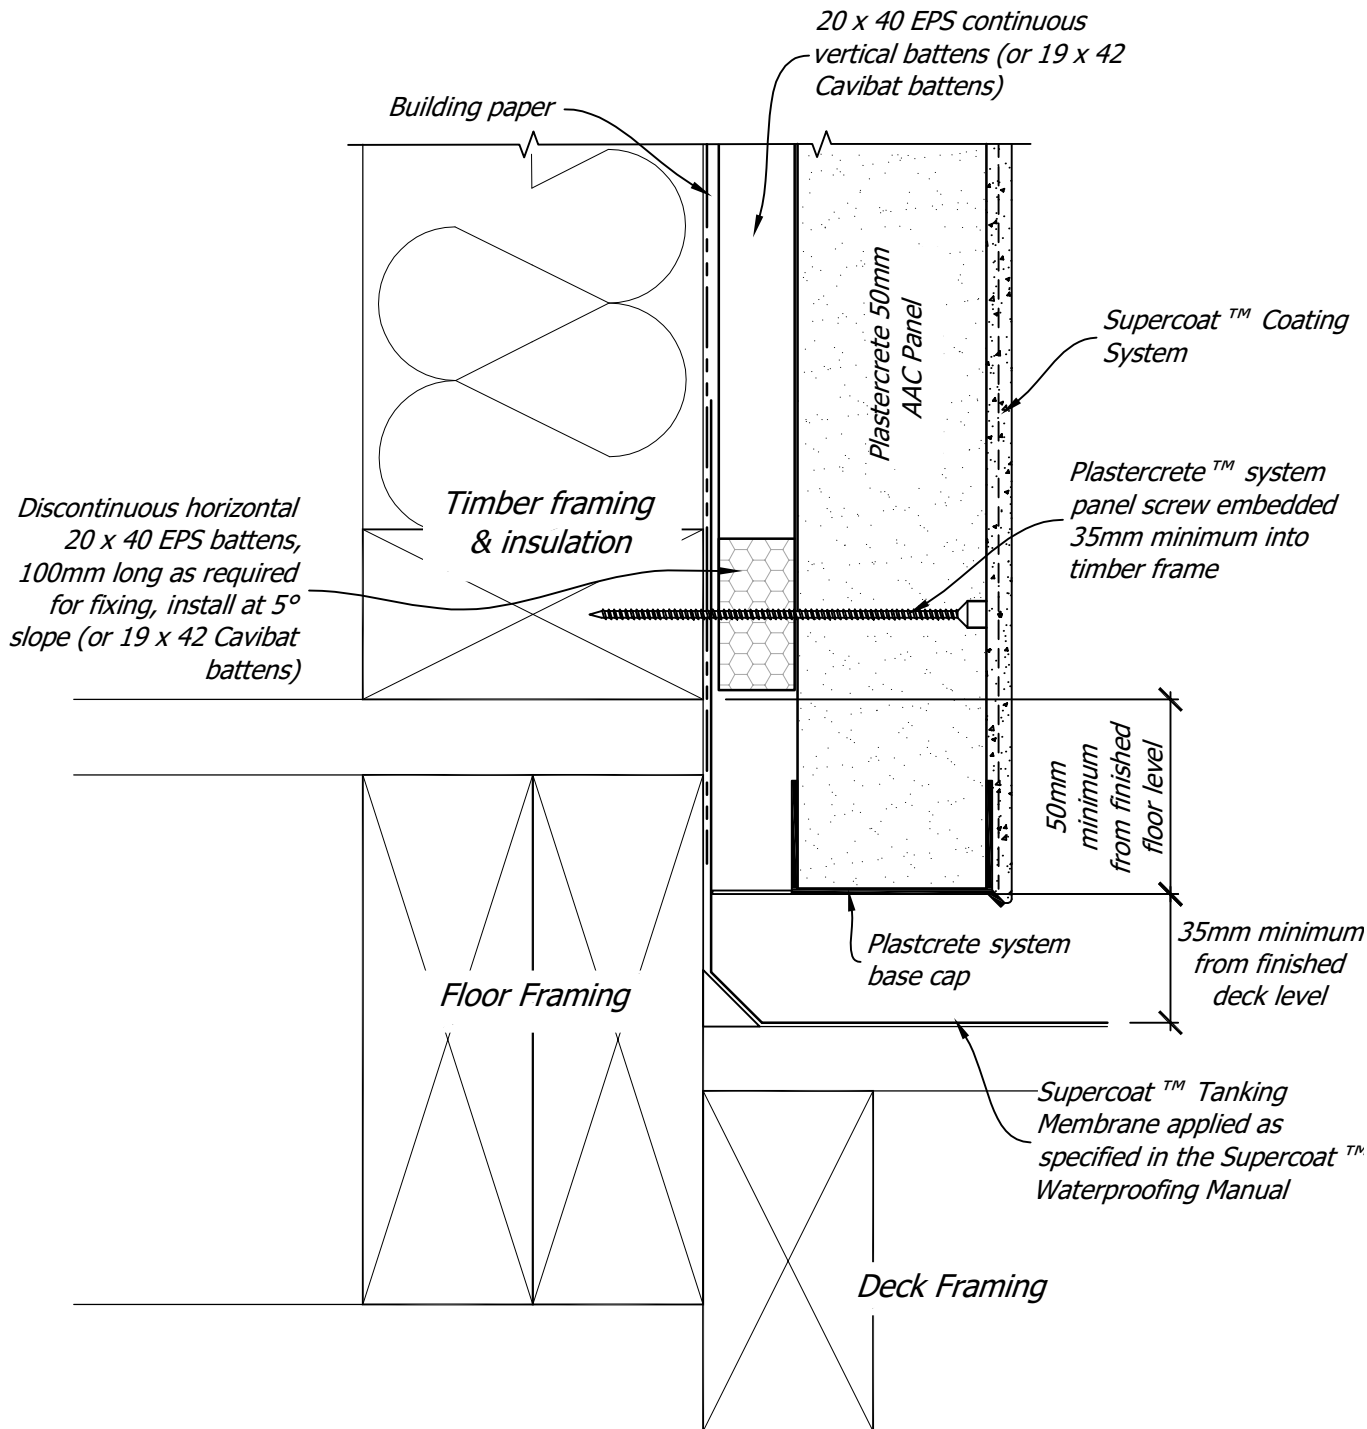 20 x 40 EPS continuous
vertical battens (or 19 x 42
Cavibat battens)
Building paper
Plastercrete 50mm
AAC Panel
Supercoat ™ Coating
System
Plastercrete ™ system
panel screw embedded
35mm minimum into
timber frame
Timber framing
& insulation
Discontinuous horizontal
20 x 40 EPS battens,
100mm long as required
for fixing, install at 5°
slope (or 19 x 42 Cavibat
battens)
50mm
minimum
from finished
floor level
35mm minimum
from finished
deck level
Plastcrete system
base cap
Floor Framing
Supercoat ™ Tanking
Membrane applied as
specified in the Supercoat ™
Waterproofing Manual
Deck Framing